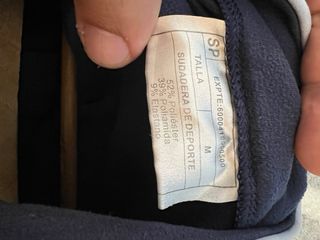 SP
EXPTE:
TALLA M
SUDADERA DE DEPORTE
52% Poliéster
39% Poliamida
9% Elastano